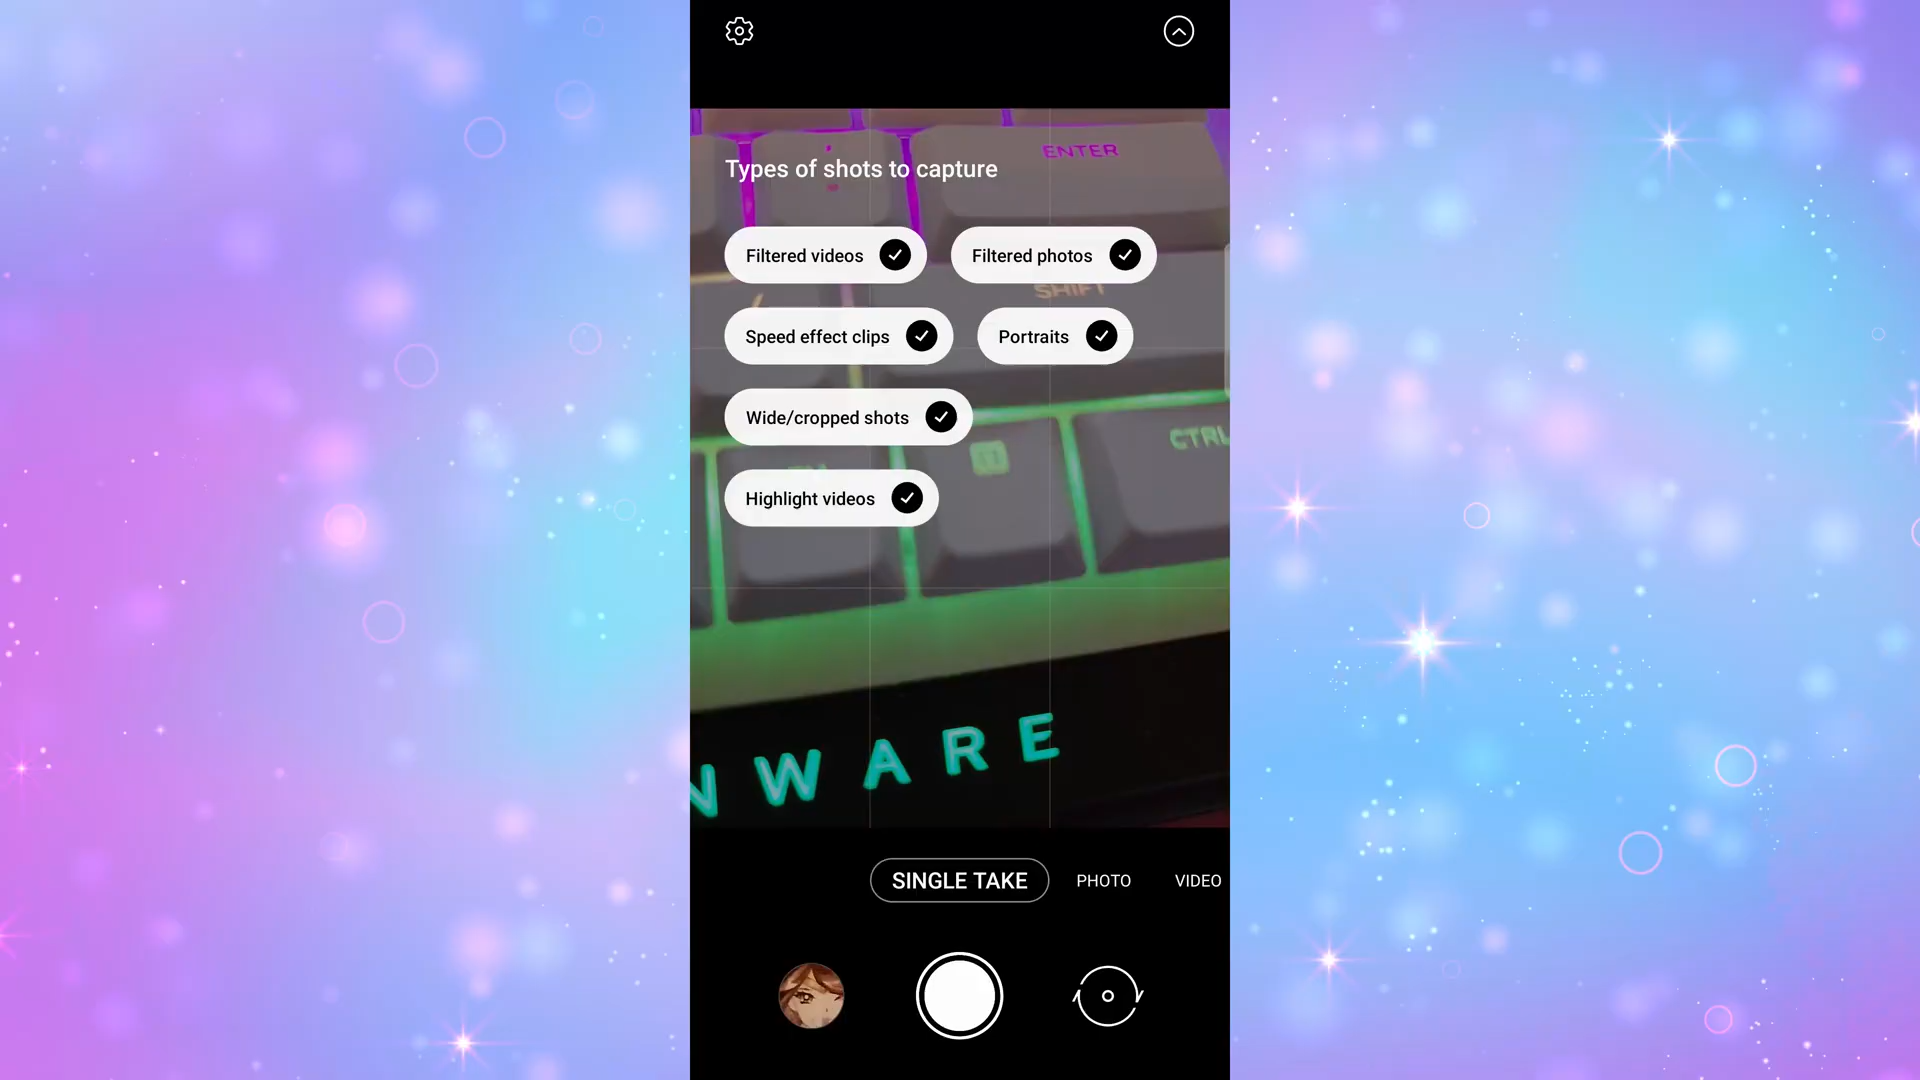 ENTER
Types of shots to capture
Filtered videos
Filtered photos
SHIFT
Speed effect clips
Portraits
Wide/cropped shots
CTRL
Highlight videos
WARE
SINGLE TAKE
PHOTO
VIDEO